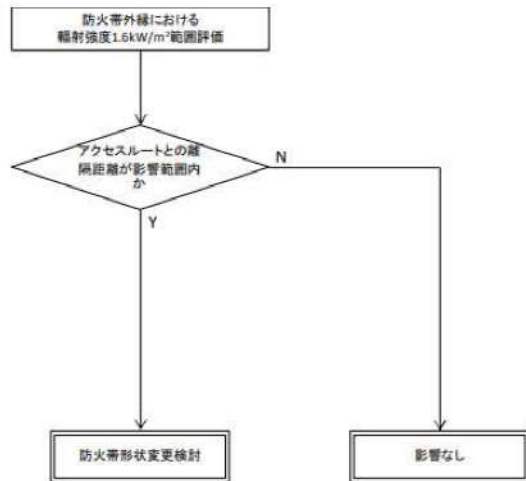 防火帯外縁における
輻射強度1.6kW/m²範囲評価
アクセスルートとの離
隔距離が影響範囲内
か
N
Y
防火帯形状変更検討
影響なし